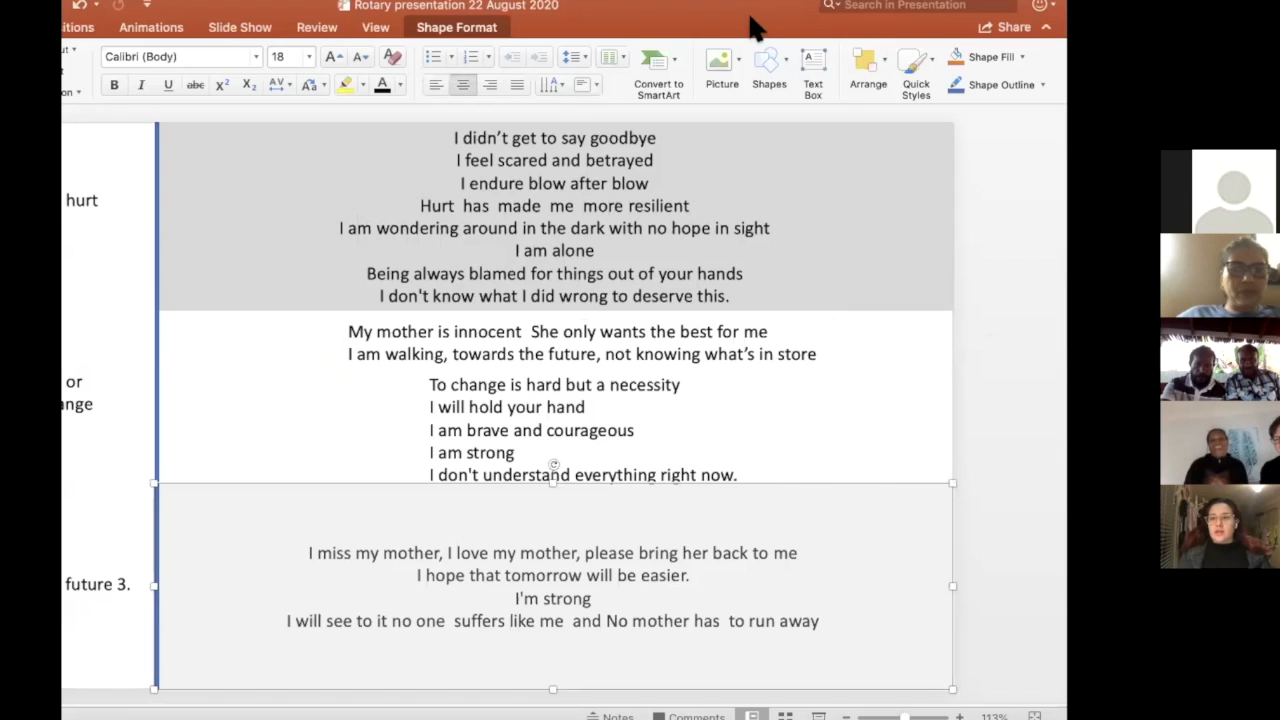 Rotary presentation 22 August 2020
Search in Presentation
Animations Slide Show Review View Shape Format
Share
Calibri (Body) 18
Shape Fill
B I U abc X² X₂
Convert to SmartArt
Picture Shapes Text Box
Arrange Quick Styles
Shape Outline
I didn’t get to say goodbye
I feel scared and betrayed
I endure blow after blow
hurt
Hurt has made me more resilient
I am wondering around in the dark with no hope in sight
I am alone
Being always blamed for things out of your hands
I don't know what I did wrong to deserve this.
My mother is innocent She only wants the best for me
I am walking, towards the future, not knowing what’s in store
or
To change is hard but a necessity
I will hold your hand
I am brave and courageous
I am strong
I don't understand everything right now.
I miss my mother, I love my mother, please bring her back to me
I hope that tomorrow will be easier.
future 3.
I'm strong
I will see to it no one suffers like me and No mother has to run away
Notes Comments 113%